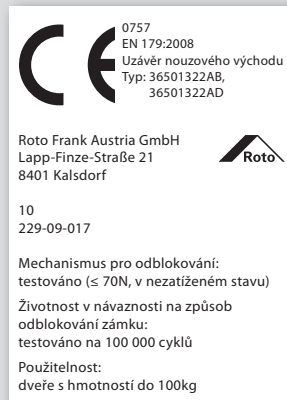 CE
0757
EN 179:2008
Uzávěr nouzového východu
Typ: 36501322AB,
36501322AD
Roto Frank Austria GmbH
Lapp-Finze-Straße 21
8401 Kalsdorf
Roto
10
229-09-017
Mechanismus pro odblokování:
testováno (≤ 70N, v nezatíženém stavu)
Životnost v návaznosti na způsob
odblokování zámku:
testováno na 100 000 cyklů
Použitelnost:
dveře s hmotností do 100kg